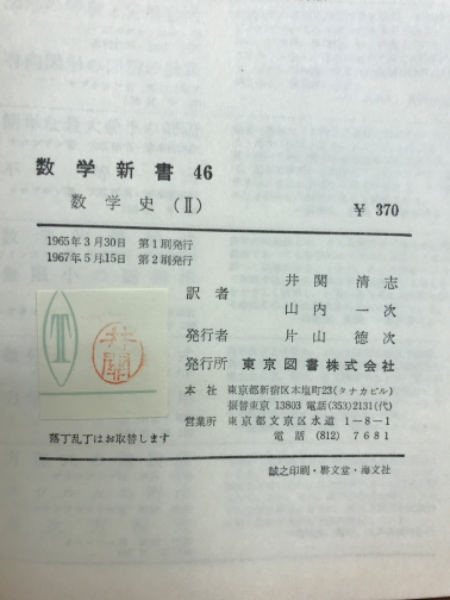 数学新書 46
数学史(II)
¥ 370
1965年3月30日 第1刷発行
1967年5月15日 第2刷発行
訳者 井関清志
山内一次
発行者 片山徳次
発行所 東京図書株式会社
本社 東京都新宿区本塩町23(タナカビル)
振替東京 13803 電話(353)2131(代)
営業所 東京都文京区水道 1-8-1
電話 (812) 7681
T
井関
落丁乱丁はお取替します
誠之印刷・黎文堂・海文社